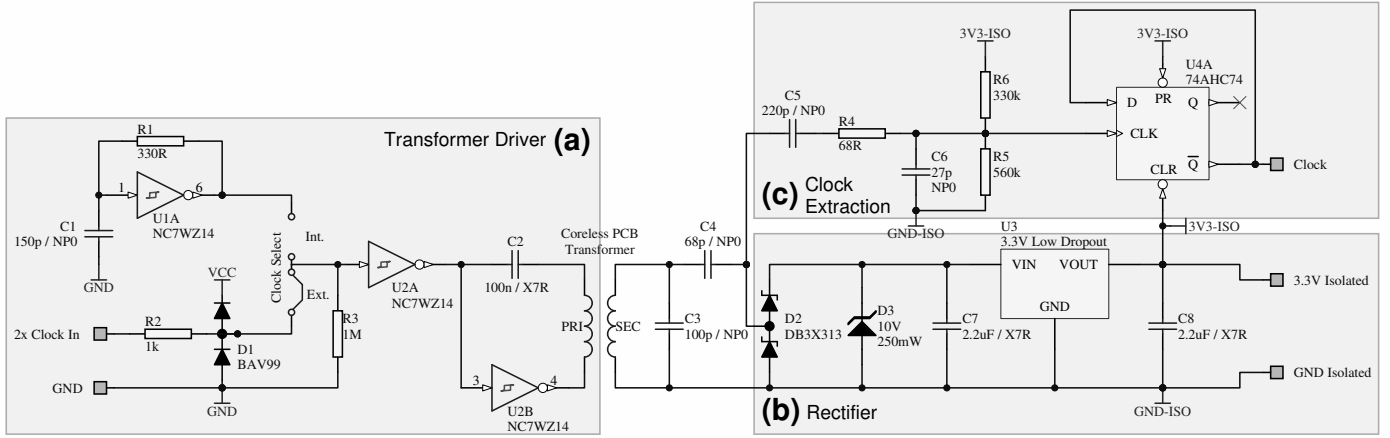 Transformer Driver (a)
R1
330R
1
6
U1A
NC7WZ14
C1
150p / NP0
GND
Clock Select
Int.
Ext.
VCC
2x Clock In
R2
1k
D1
BAV99
R3
1M
GND
GND
U2A
NC7WZ14
C2
100n / X7R
3
4
U2B
NC7WZ14
Coreless PCB
Transformer
PRI
SEC
C3
100p / NP0
C4
68p / NP0
(c) Clock
Extraction
C5
220p / NP0
R4
68R
C6
27p
NP0
GND-ISO
3V3-ISO
R6
330k
R5
560k
3V3-ISO
U4A
74AHC74
D
PR
Q
CLK
CLR
Q
Clock
3V3-ISO
(b) Rectifier
D2
DB3X313
D3
10V
250mW
C7
2.2uF / X7R
U3
3.3V Low Dropout
VIN
VOUT
GND
C8
2.2uF / X7R
3.3V Isolated
GND Isolated
GND-ISO